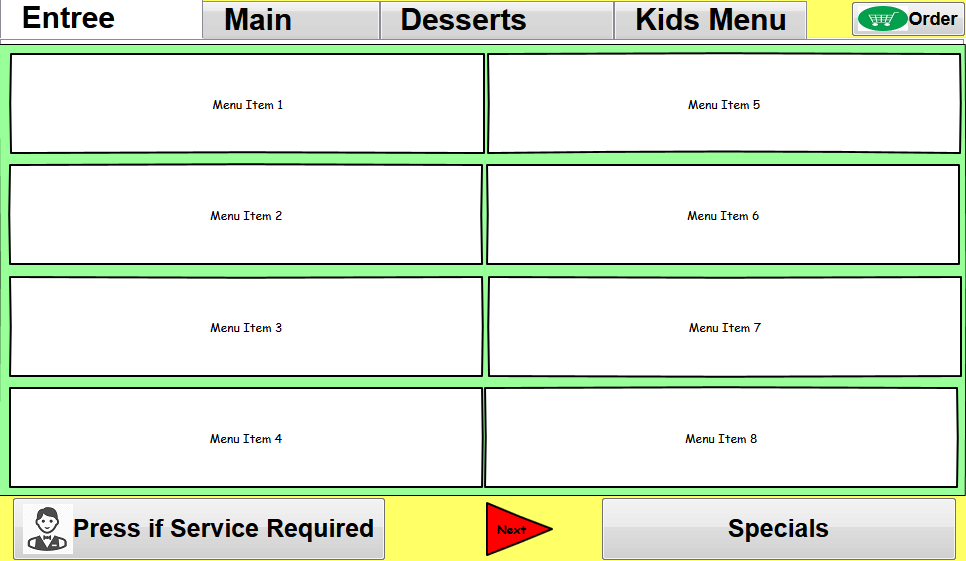 Entree
Main
Desserts
Kids Menu
Order
Menu Item 1
Menu Item 5
Menu Item 2
Menu Item 6
Menu Item 3
Menu Item 7
Menu Item 4
Menu Item 8
Press if Service Required
Next
Specials